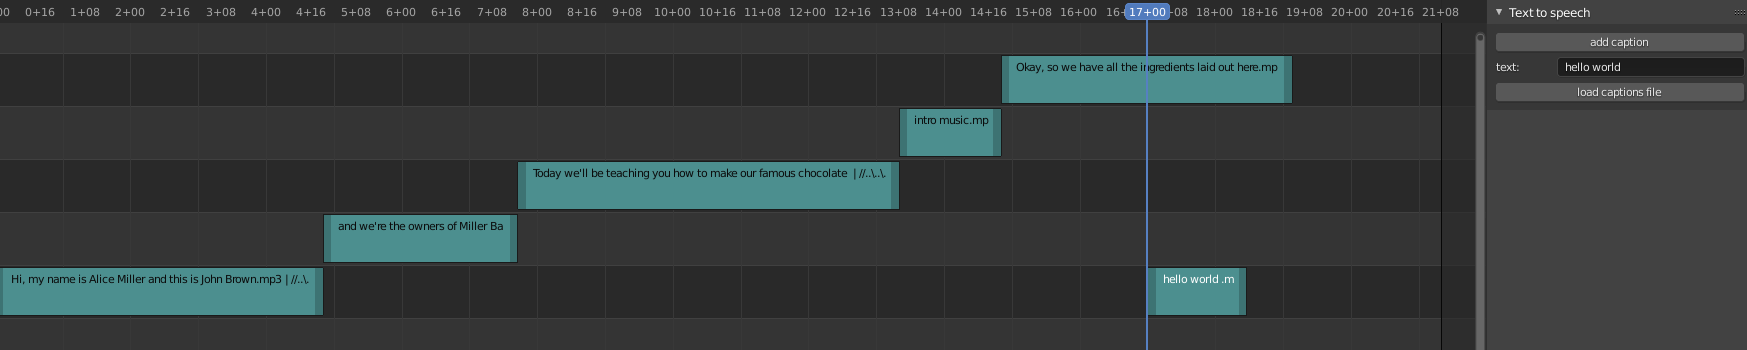 00 0+16 1+08 2+00 2+16 3+08 4+00 4+16 5+08 6+00 6+16 7+08 8+00 8+16 9+08 10+00 10+16 11+08 12+00 12+16 13+08 14+00 14+16 15+08 16+00 16+ 17+00 08 18+00 18+16 19+08 20+00 20+16 21+08
Text to speech
add caption
text: hello world
load captions file
Okay, so we have all the ingredients laid out here.mp
intro music.mp
Today we'll be teaching you how to make our famous chocolate | //..\..\.
and we're the owners of Miller Ba
Hi, my name is Alice Miller and this is John Brown.mp3 | //..\.
hello world .m